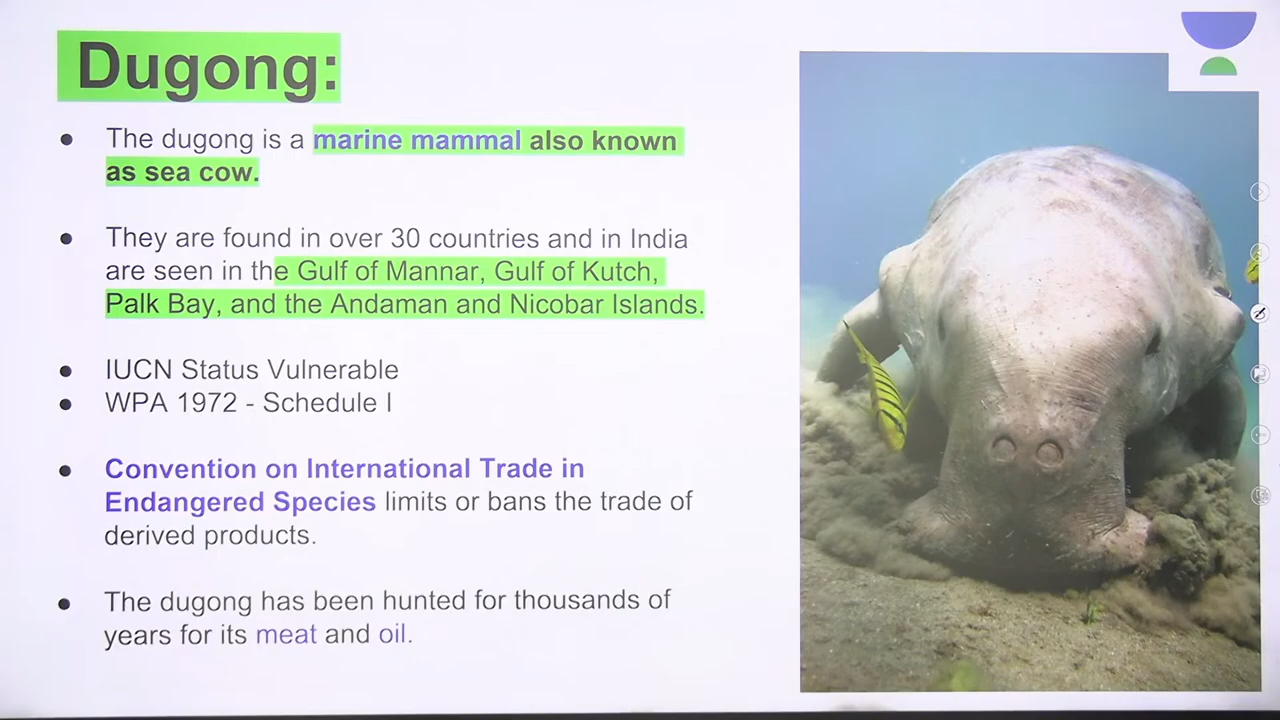 Dugong:
The dugong is a marine mammal also known
as sea cow.
They are found in over 30 countries and in India
are seen in the Gulf of Mannar, Gulf of Kutch,
Palk Bay, and the Andaman and Nicobar Islands.
IUCN Status Vulnerable
WPA 1972 - Schedule I
Convention on International Trade in
Endangered Species limits or bans the trade of
derived products.
The dugong has been hunted for thousands of
years for its meat and oil.